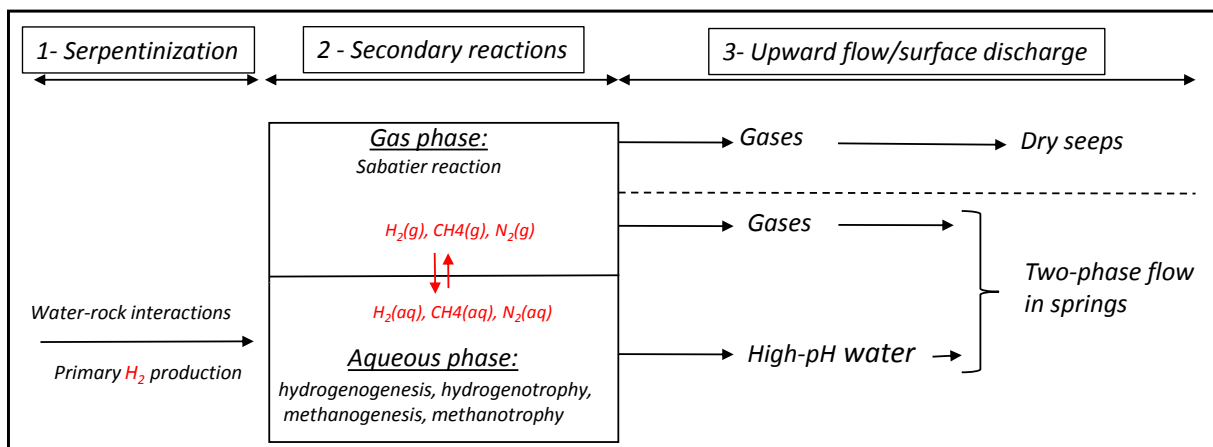 1- Serpentinization
2 - Secondary reactions
3- Upward flow/surface discharge
Gas phase:
Sabatier reaction
H₂(g), CH4(g), N₂(g)
H₂(aq), CH4(aq), N₂(aq)
Aqueous phase:
hydrogenogenesis, hydrogenotrophy,
methanogenesis, methanotrophy
Water-rock interactions
Primary H₂ production
Gases
Dry seeps
Gases
High-pH water
Two-phase flow
in springs